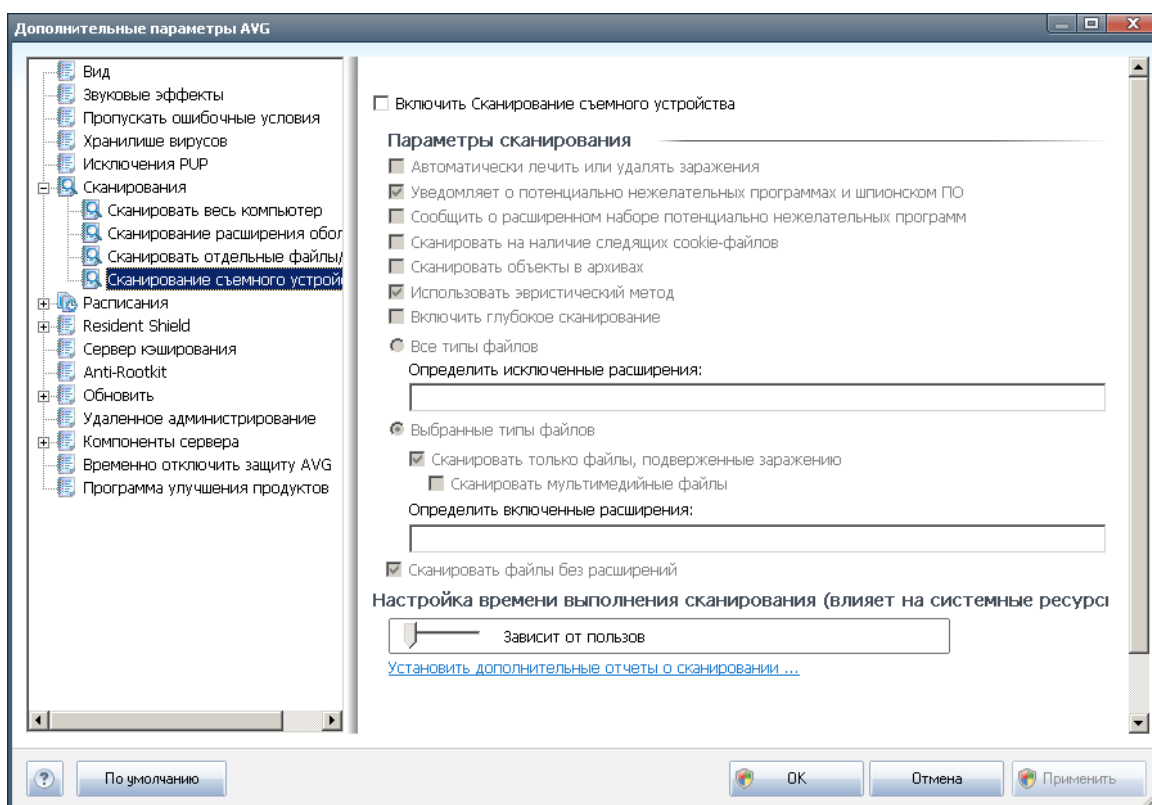 Дополнительные параметры AVG
Вид
Звуковые эффекты
Пропускать ошибочные условия
Хранилише вирусов
Исключения PUP
Сканирования
Сканировать весь компьютер
Сканирование расширения обол
Сканировать отдельные файлы/
Сканирование съемного устрой
Расписания
Resident Shield
Сервер кэширования
Anti-Rootkit
Обновить
Удаленное администрирование
Компоненты сервера
Временно отключить защиту AVG
Программа улучшения продуктов
Включить Сканирование съемного устройства
Параметры сканирования
Автоматически лечить или удалять заражения
Уведомляет о потенциально нежелательных программах и шпионском ПО
Сообщить о расширенном наборе потенциально нежелательных программ
Сканировать на наличие следящих cookie-файлов
Сканировать объекты в архивах
Использовать эвристический метод
Включить глубокое сканирование
Все типы файлов
Определить исключенные расширения:
Выбранные типы файлов
Сканировать только файлы, подверженные заражению
Сканировать мультимедийные файлы
Определить включенные расширения:
Сканировать файлы без расширений
Настройка времени выполнения сканирования (влияет на системные ресурс
Зависит от пользов
Установить дополнительные отчеты о сканировании ...
?
По умолчанию
OK
Отмена
Применить